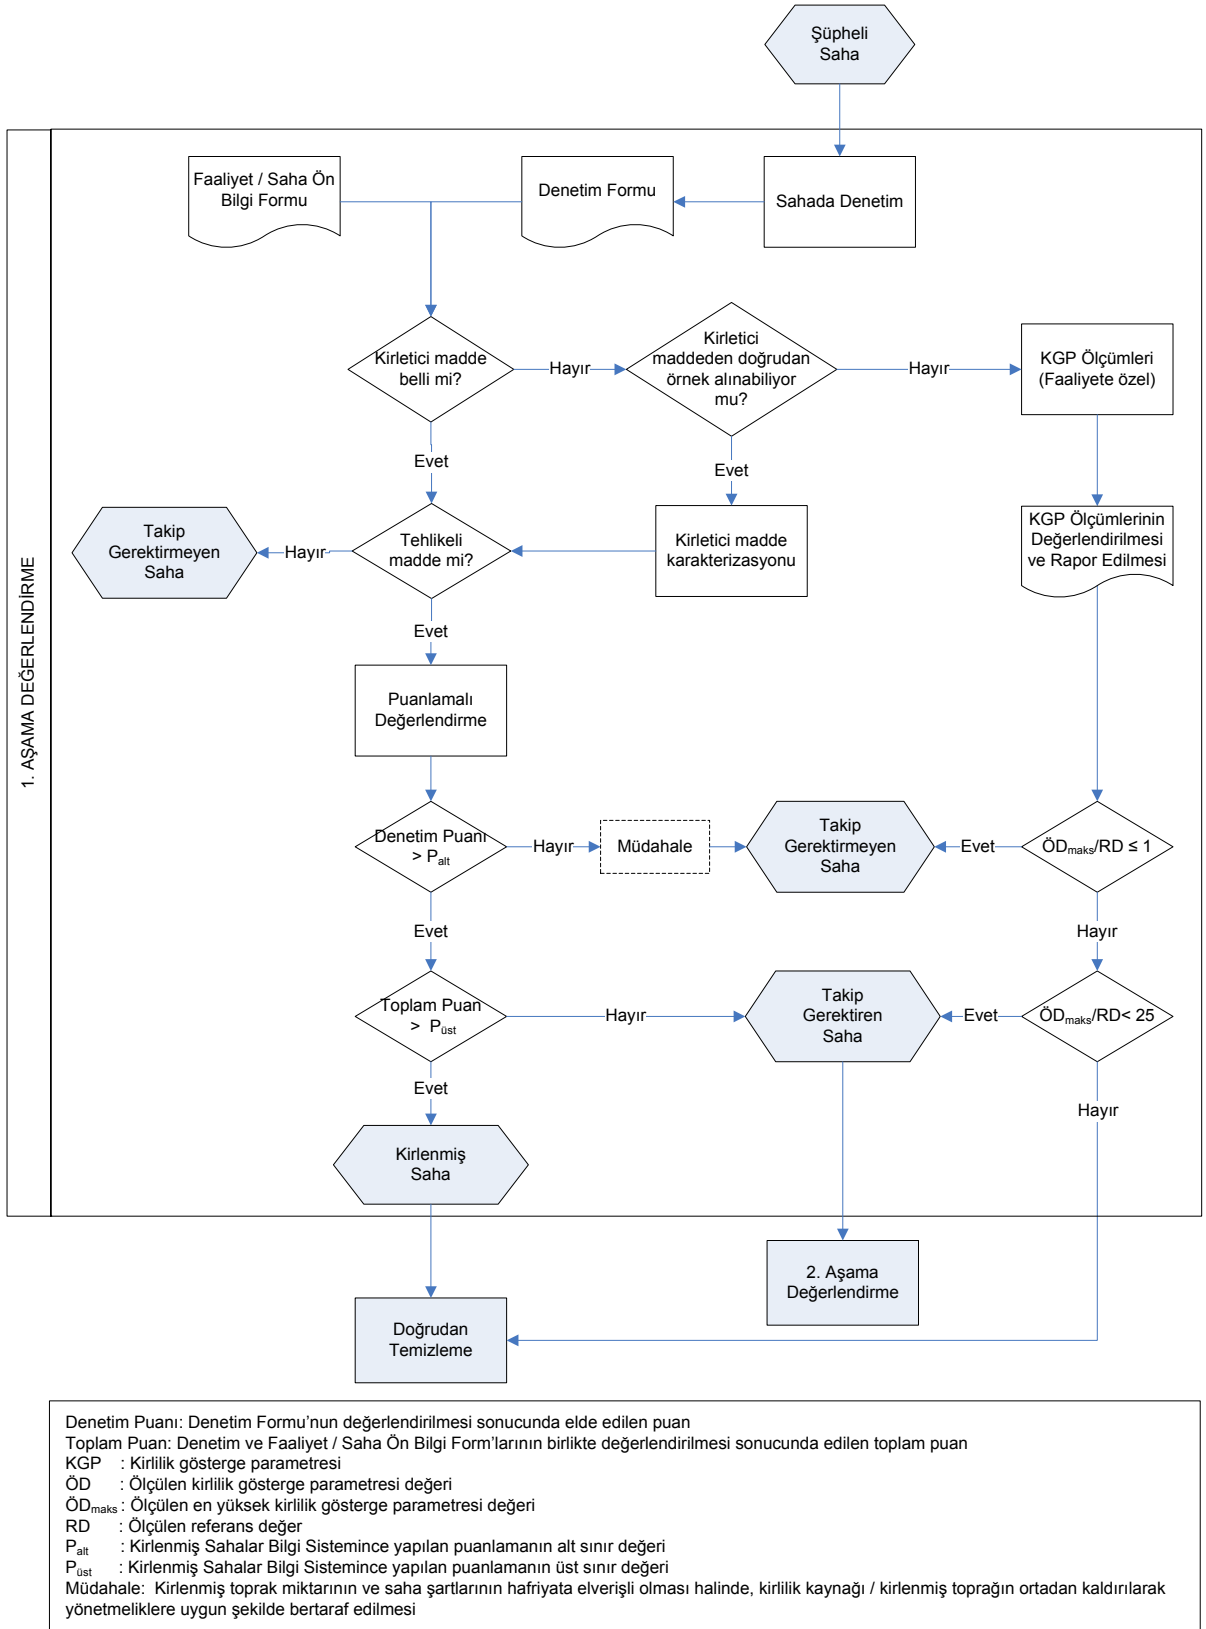 Şüpheli
Saha
1. AŞAMA DEĞERLENDİRME
Faaliyet / Saha Ön
Bilgi Formu
Denetim Formu
Sahada Denetim
Kirletici madde
belli mi?
Hayır
Kirletici
maddeden doğrudan
örnek alınabiliyor
mu?
Hayır
KGP Ölçümleri
(Faaliyete özel)
Evet
Evet
Takip
Gerektirmeyen
Saha
Hayır
Tehlikeli
madde mi?
Kirletici madde
karakterizasyonu
KGP Ölçümlerinin
Değerlendirilmesi
ve Rapor Edilmesi
Evet
Puanlamalı
Değerlendirme
Denetim Puanı
> Palt
Hayır
Müdahale
Takip
Gerektirmeyen
Saha
Evet
ÖDmaks/RD ≤ 1
Evet
Hayır
Toplam Puan
> Püst
Hayır
Takip
Gerektiren
Saha
Evet
ÖDmaks/RD< 25
Evet
Hayır
Kirlenmiş
Saha
2. Aşama
Değerlendirme
Doğrudan
Temizleme
Denetim Puanı: Denetim Formu’nun değerlendirilmesi sonucunda elde edilen puan
Toplam Puan: Denetim ve Faaliyet / Saha Ön Bilgi Form’larının birlikte değerlendirilmesi sonucunda edilen toplam puan
KGP : Kirlilik gösterge parametresi
ÖD : Ölçülen kirlilik gösterge parametresi değeri
ÖDmaks : Ölçülen en yüksek kirlilik gösterge parametresi değeri
RD : Ölçülen referans değer
Palt : Kirlenmiş Sahalar Bilgi Sistemince yapılan puanlamanın alt sınır değeri
Püst : Kirlenmiş Sahalar Bilgi Sistemince yapılan puanlamanın üst sınır değeri
Müdahale: Kirlenmiş toprak miktarının ve saha şartlarının hafriyata elverişli olması halinde, kirlilik kaynağı / kirlenmiş toprağın ortadan kaldırılarak
yönetmeliklere uygun şekilde bertaraf edilmesi